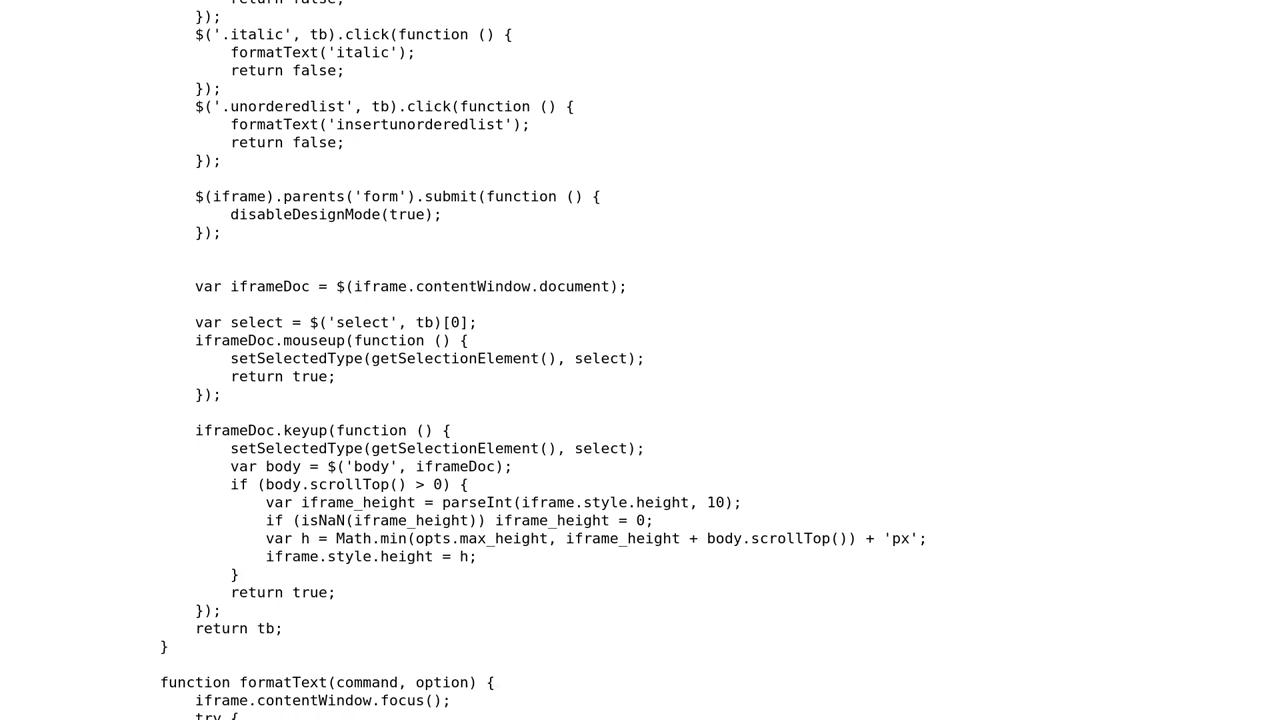 return false;
});
$('.italic', tb).click(function () {
formatText('italic');
return false;
});
$('.unorderedlist', tb).click(function () {
formatText('insertunorderedlist');
return false;
});
$(iframe).parents('form').submit(function () {
disableDesignMode(true);
});
var iframeDoc = $(iframe.contentWindow.document);
var select = $('select', tb)[0];
iframeDoc.mouseup(function () {
setSelectedType(getSelectionElement(), select);
return true;
});
iframeDoc.keyup(function () {
setSelectedType(getSelectionElement(), select);
var body = $('body', iframeDoc);
if (body.scrollTop() > 0) {
var iframe_height = parseInt(iframe.style.height, 10);
if (isNaN(iframe_height)) iframe_height = 0;
var h = Math.min(opts.max_height, iframe_height + body.scrollTop()) + 'px';
iframe.style.height = h;
}
return true;
});
return tb;
}
function formatText(command, option) {
iframe.contentWindow.focus();
try {